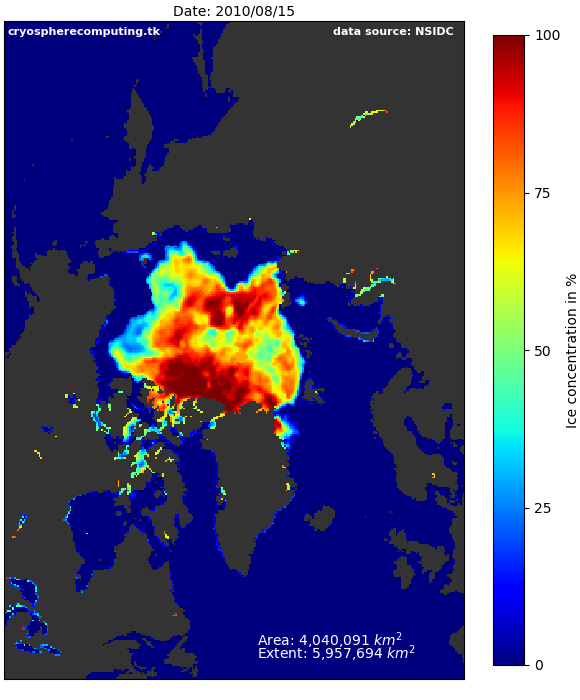 Date: 2010/08/15
cryospherecomputing.tk data source: NSIDC
100
75
50
25
0
Ice concentration in %
Area: 4,040,091 km²
Extent: 5,957,694 km²